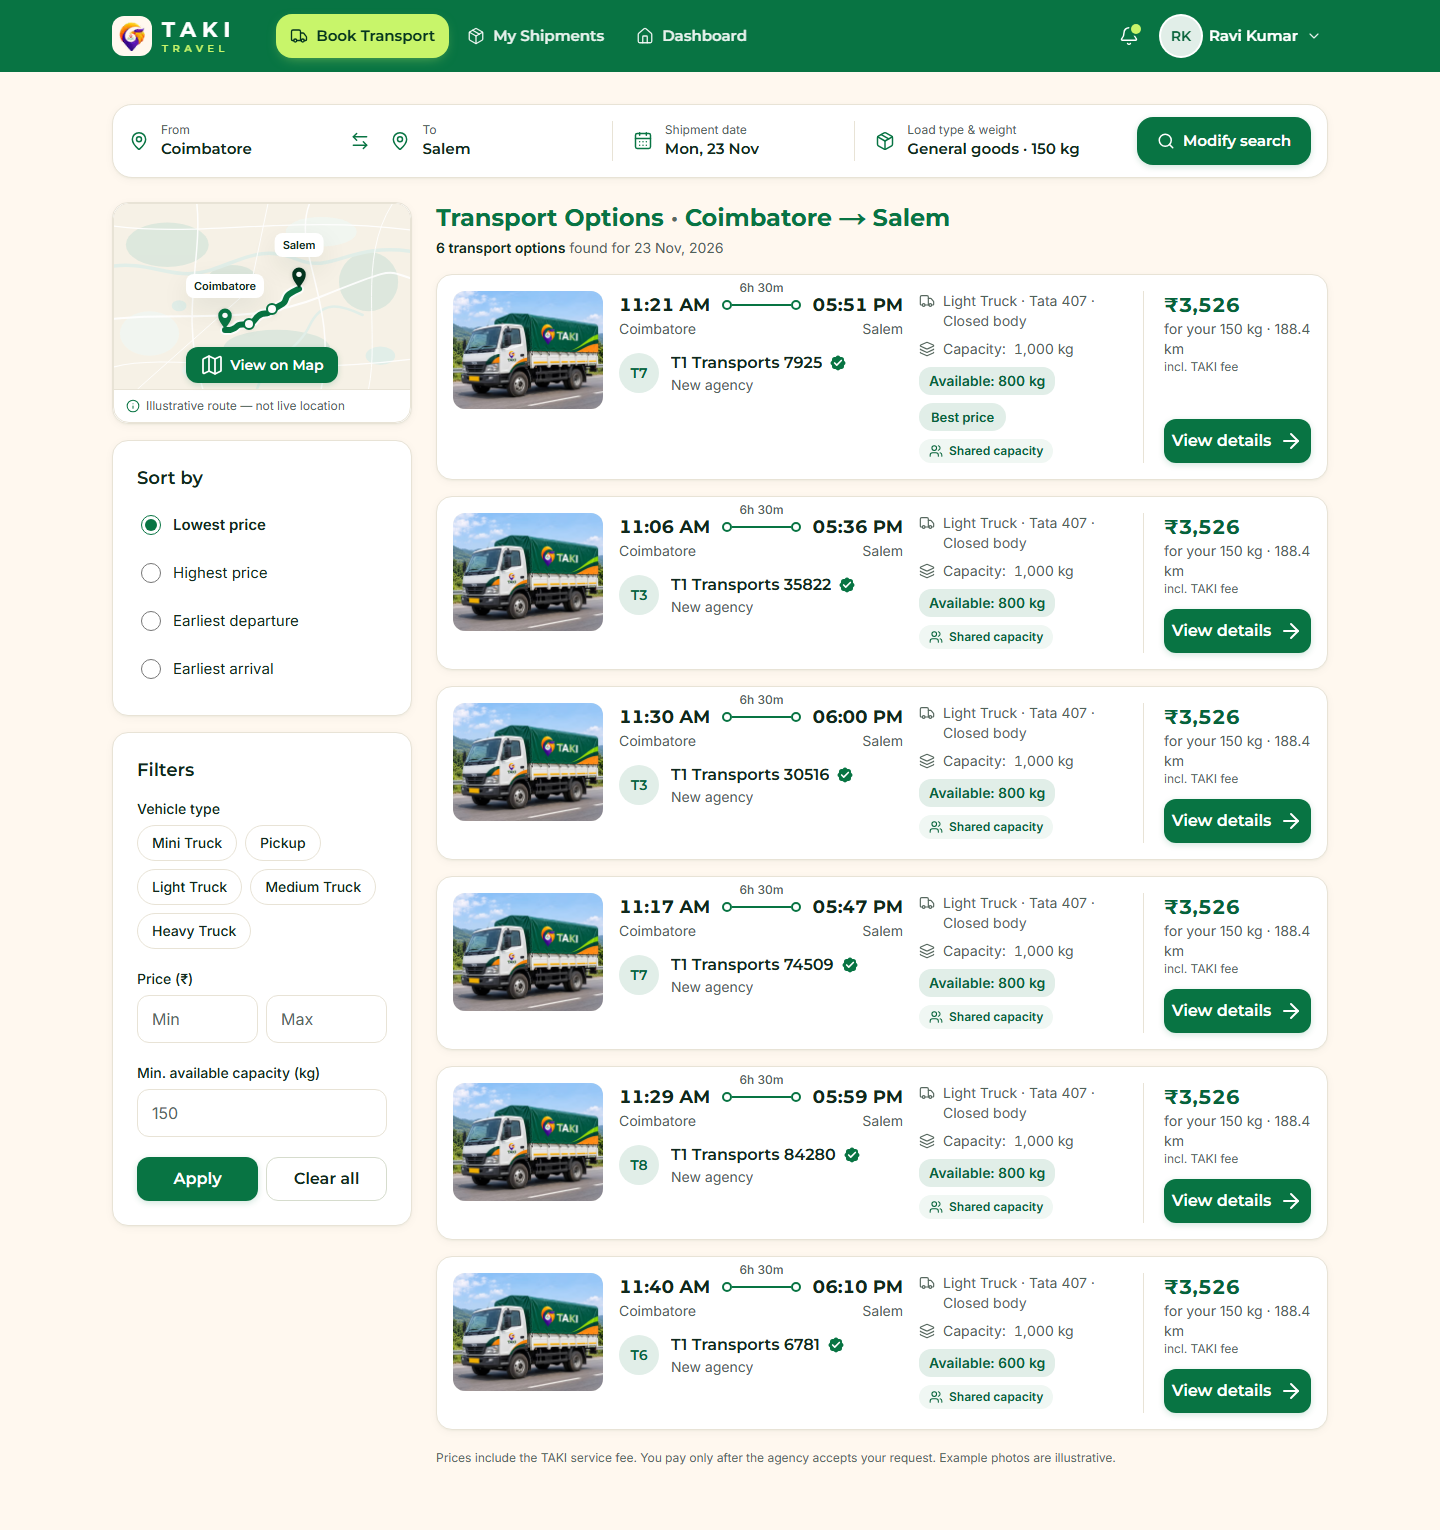 TAKI
TRAVEL
Book Transport
My Shipments
Dashboard
RK
Ravi Kumar
From
Coimbatore
To
Salem
Shipment date
Mon, 23 Nov
Load type & weight
General goods · 150 kg
Modify search
Salem
Coimbatore
View on Map
Illustrative route — not live location
Sort by
Lowest price
Highest price
Earliest departure
Earliest arrival
Filters
Vehicle type
Mini Truck
Pickup
Light Truck
Medium Truck
Heavy Truck
Price (₹)
Min
Max
Min. available capacity (kg)
150
Apply
Clear all
Transport Options · Coimbatore → Salem
6 transport options found for 23 Nov, 2026
TAKI
11:21 AM
6h 30m
05:51 PM
Coimbatore
Salem
T7
T1 Transports 7925
New agency
Light Truck · Tata 407 ·
Closed body
Capacity: 1,000 kg
Available: 800 kg
Best price
Shared capacity
₹3,526
for your 150 kg · 188.4
km
incl. TAKI fee
View details
TAKI
11:06 AM
6h 30m
05:36 PM
Coimbatore
Salem
T3
T1 Transports 35822
New agency
Light Truck · Tata 407 ·
Closed body
Capacity: 1,000 kg
Available: 800 kg
Shared capacity
₹3,526
for your 150 kg · 188.4
km
incl. TAKI fee
View details
TAKI
11:30 AM
6h 30m
06:00 PM
Coimbatore
Salem
T3
T1 Transports 30516
New agency
Light Truck · Tata 407 ·
Closed body
Capacity: 1,000 kg
Available: 800 kg
Shared capacity
₹3,526
for your 150 kg · 188.4
km
incl. TAKI fee
View details
TAKI
11:17 AM
6h 30m
05:47 PM
Coimbatore
Salem
T7
T1 Transports 74509
New agency
Light Truck · Tata 407 ·
Closed body
Capacity: 1,000 kg
Available: 800 kg
Shared capacity
₹3,526
for your 150 kg · 188.4
km
incl. TAKI fee
View details
TAKI
11:29 AM
6h 30m
05:59 PM
Coimbatore
Salem
T8
T1 Transports 84280
New agency
Light Truck · Tata 407 ·
Closed body
Capacity: 1,000 kg
Available: 800 kg
Shared capacity
₹3,526
for your 150 kg · 188.4
km
incl. TAKI fee
View details
TAKI
11:40 AM
6h 30m
06:10 PM
Coimbatore
Salem
T6
T1 Transports 6781
New agency
Light Truck · Tata 407 ·
Closed body
Capacity: 1,000 kg
Available: 600 kg
Shared capacity
₹3,526
for your 150 kg · 188.4
km
incl. TAKI fee
View details
Prices include the TAKI service fee. You pay only after the agency accepts your request. Example photos are illustrative.